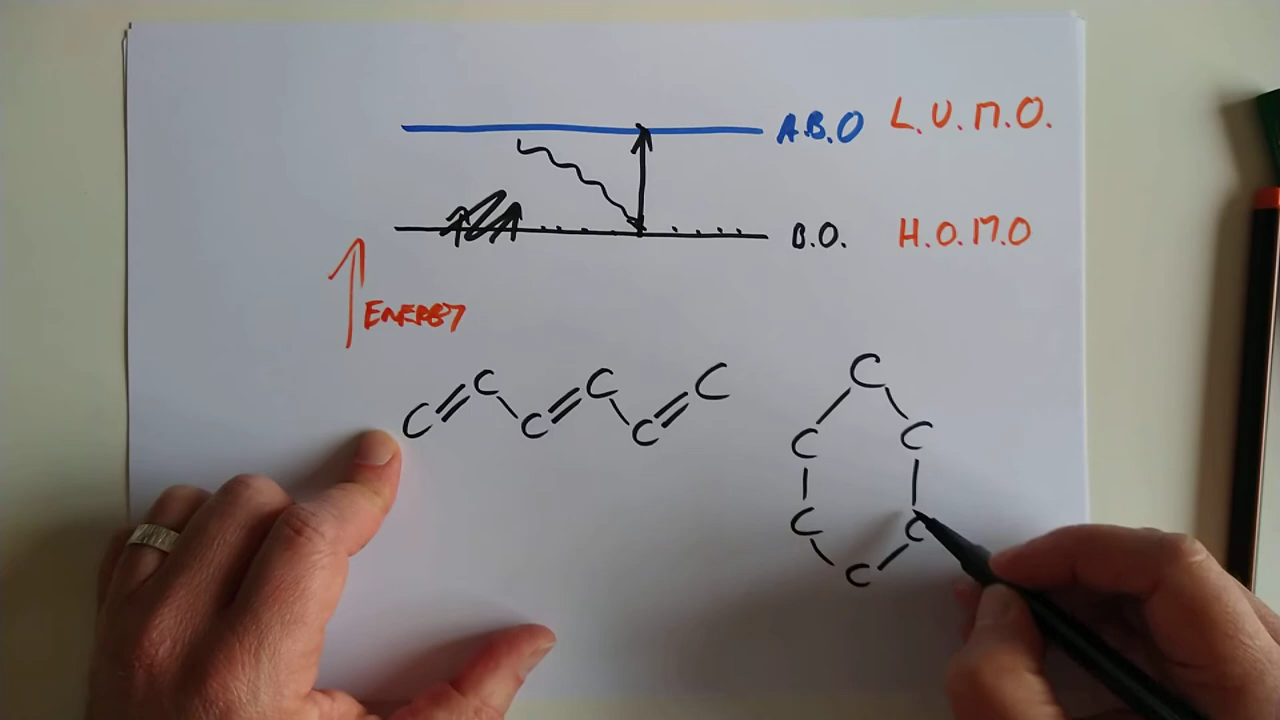 A.B.O L.U.M.O.
B.O. H.O.M.O
ENERGY
C C C C C C
C
C C
C C
C